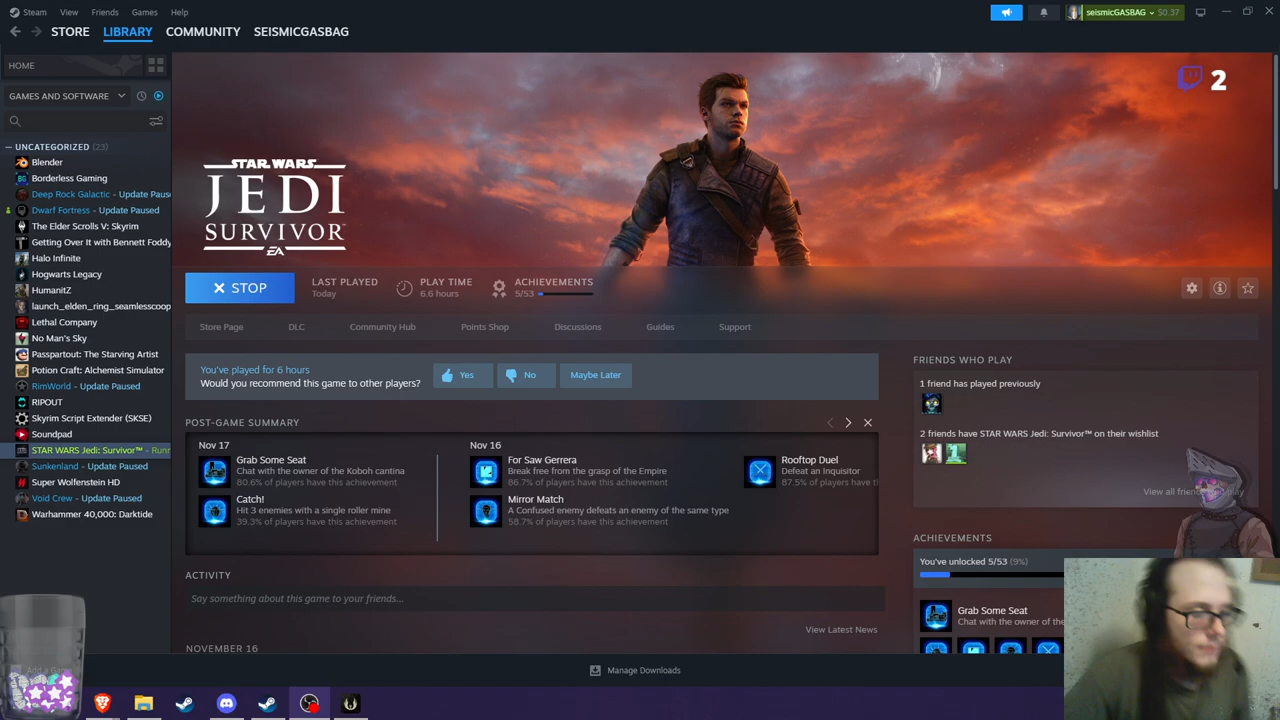 Steam View Friends Games Help
seismicGASBAG $0.37
STORE LIBRARY COMMUNITY SEISMICGASBAG
HOME
GAMES AND SOFTWARE
UNCATEGORIZED (23)
Blender
Borderless Gaming
Deep Rock Galactic - Update Paus
Dwarf Fortress - Update Paused
The Elder Scrolls V: Skyrim
Getting Over It with Bennett Foddy
Halo Infinite
Hogwarts Legacy
HumanitZ
launch_elden_ring_seamlesscoop
Lethal Company
No Man's Sky
Passpartout: The Starving Artist
Potion Craft: Alchemist Simulator
RimWorld - Update Paused
RIPOUT
Skyrim Script Extender (SKSE)
Soundpad
STAR WARS Jedi: Survivor™ - Runn
Sunkenland - Update Paused
Super Wolfenstein HD
Void Crew - Update Paused
Warhammer 40,000: Darktide
Add a Game
2
STAR WARS
JEDI
SURVIVOR
EA
STOP
LAST PLAYED
Today
PLAY TIME
6.6 hours
ACHIEVEMENTS
5/53
Store Page DLC Community Hub Points Shop Discussions Guides Support
You've played for 6 hours
Would you recommend this game to other players?
Yes No Maybe Later
POST-GAME SUMMARY
Nov 17
Grab Some Seat
Chat with the owner of the Koboh cantina
80.6% of players have this achievement
Catch!
Hit 3 enemies with a single roller mine
39.3% of players have this achievement
Nov 16
For Saw Gerrera
Break free from the grasp of the Empire
86.7% of players have this achievement
Mirror Match
A Confused enemy defeats an enemy of the same type
58.7% of players have this achievement
Rooftop Duel
Defeat an Inquisitor
87.5% of players have th
ACTIVITY
Say something about this game to your friends...
View Latest News
NOVEMBER 16
FRIENDS WHO PLAY
1 friend has played previously
2 friends have STAR WARS Jedi: Survivor™ on their wishlist
View all friends
ACHIEVEMENTS
You've unlocked 5/53 (9%)
Grab Some Seat
Chat with the owner of the
Manage Downloads